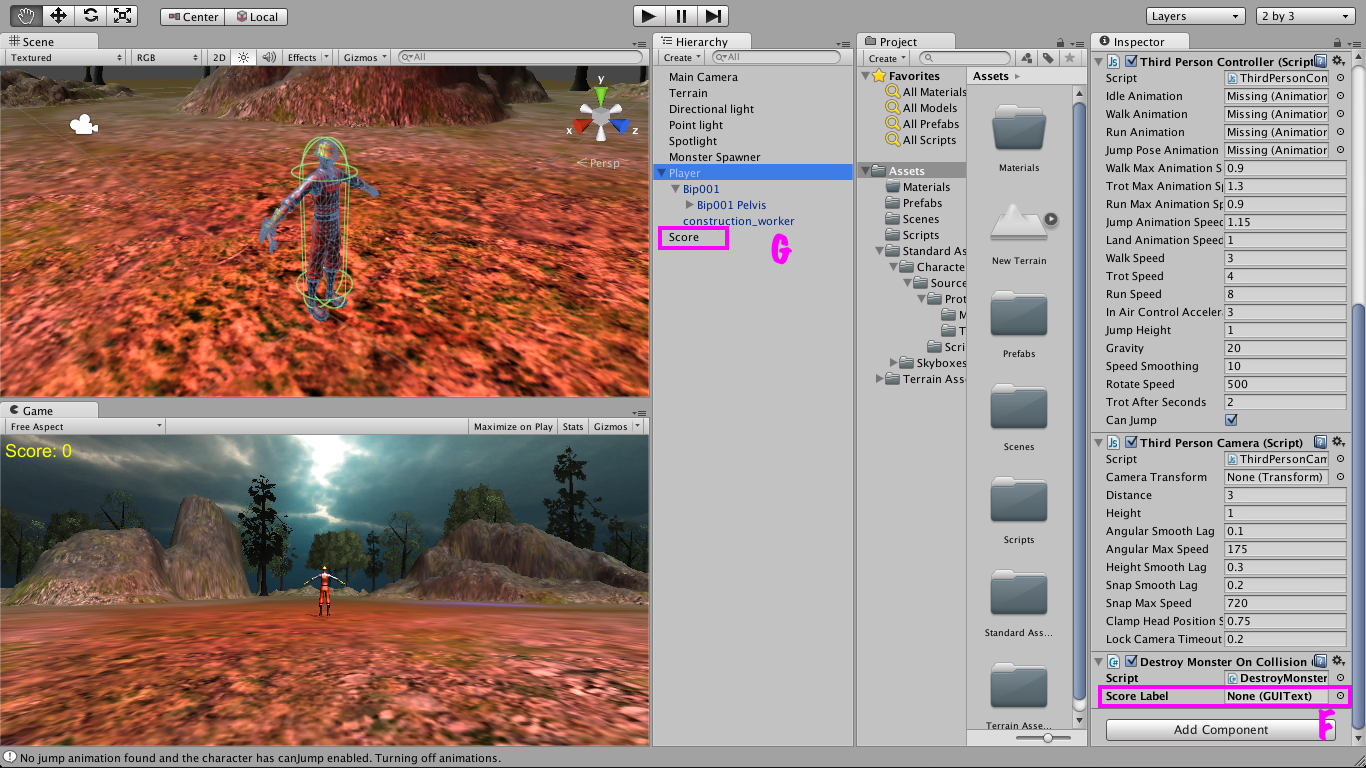 Center
Local
Layers
2 by 3
Scene
Textured
RGB
2D
Effects
Gizmos
All
y
x
z
Persp
Game
Free Aspect
Maximize on Play
Stats
Gizmos
Score: 0
Hierarchy
Create
All
Main Camera
Terrain
Directional light
Point light
Spotlight
Monster Spawner
Player
Bip001
Bip001 Pelvis
construction_worker
Score
G
Project
Create
Favorites
All Materials
All Models
All Prefabs
All Scripts
Assets
Materials
Prefabs
Scenes
Scripts
Standard Ass
Characte
Source
Prot
M
T
Scri
Skyboxes
Terrain Asse
Assets
Materials
New Terrain
Prefabs
Scenes
Scripts
Standard Ass...
Terrain Asse...
Inspector
Third Person Controller (Script
Script ThirdPersonCon
Idle Animation Missing (Animation
Walk Animation Missing (Animation
Run Animation Missing (Animation
Jump Pose Animation Missing (Animation
Walk Max Animation S 0.9
Trot Max Animation Sp 1.3
Run Max Animation Sp 0.9
Jump Animation Speed 1.15
Land Animation Speed 1
Walk Speed 3
Trot Speed 4
Run Speed 8
In Air Control Acceler 3
Jump Height 1
Gravity 20
Speed Smoothing 10
Rotate Speed 500
Trot After Seconds 2
Can Jump
Third Person Camera (Script)
Script ThirdPersonCam
Camera Transform None (Transform)
Distance 3
Height 1
Angular Smooth Lag 0.1
Angular Max Speed 175
Height Smooth Lag 0.3
Snap Smooth Lag 0.2
Snap Max Speed 720
Clamp Head Position S 0.75
Lock Camera Timeout 0.2
Destroy Monster On Collision (
Script DestroyMonster
Score Label None (GUIText)
F
Add Component
No jump animation found and the character has canJump enabled. Turning off animations.